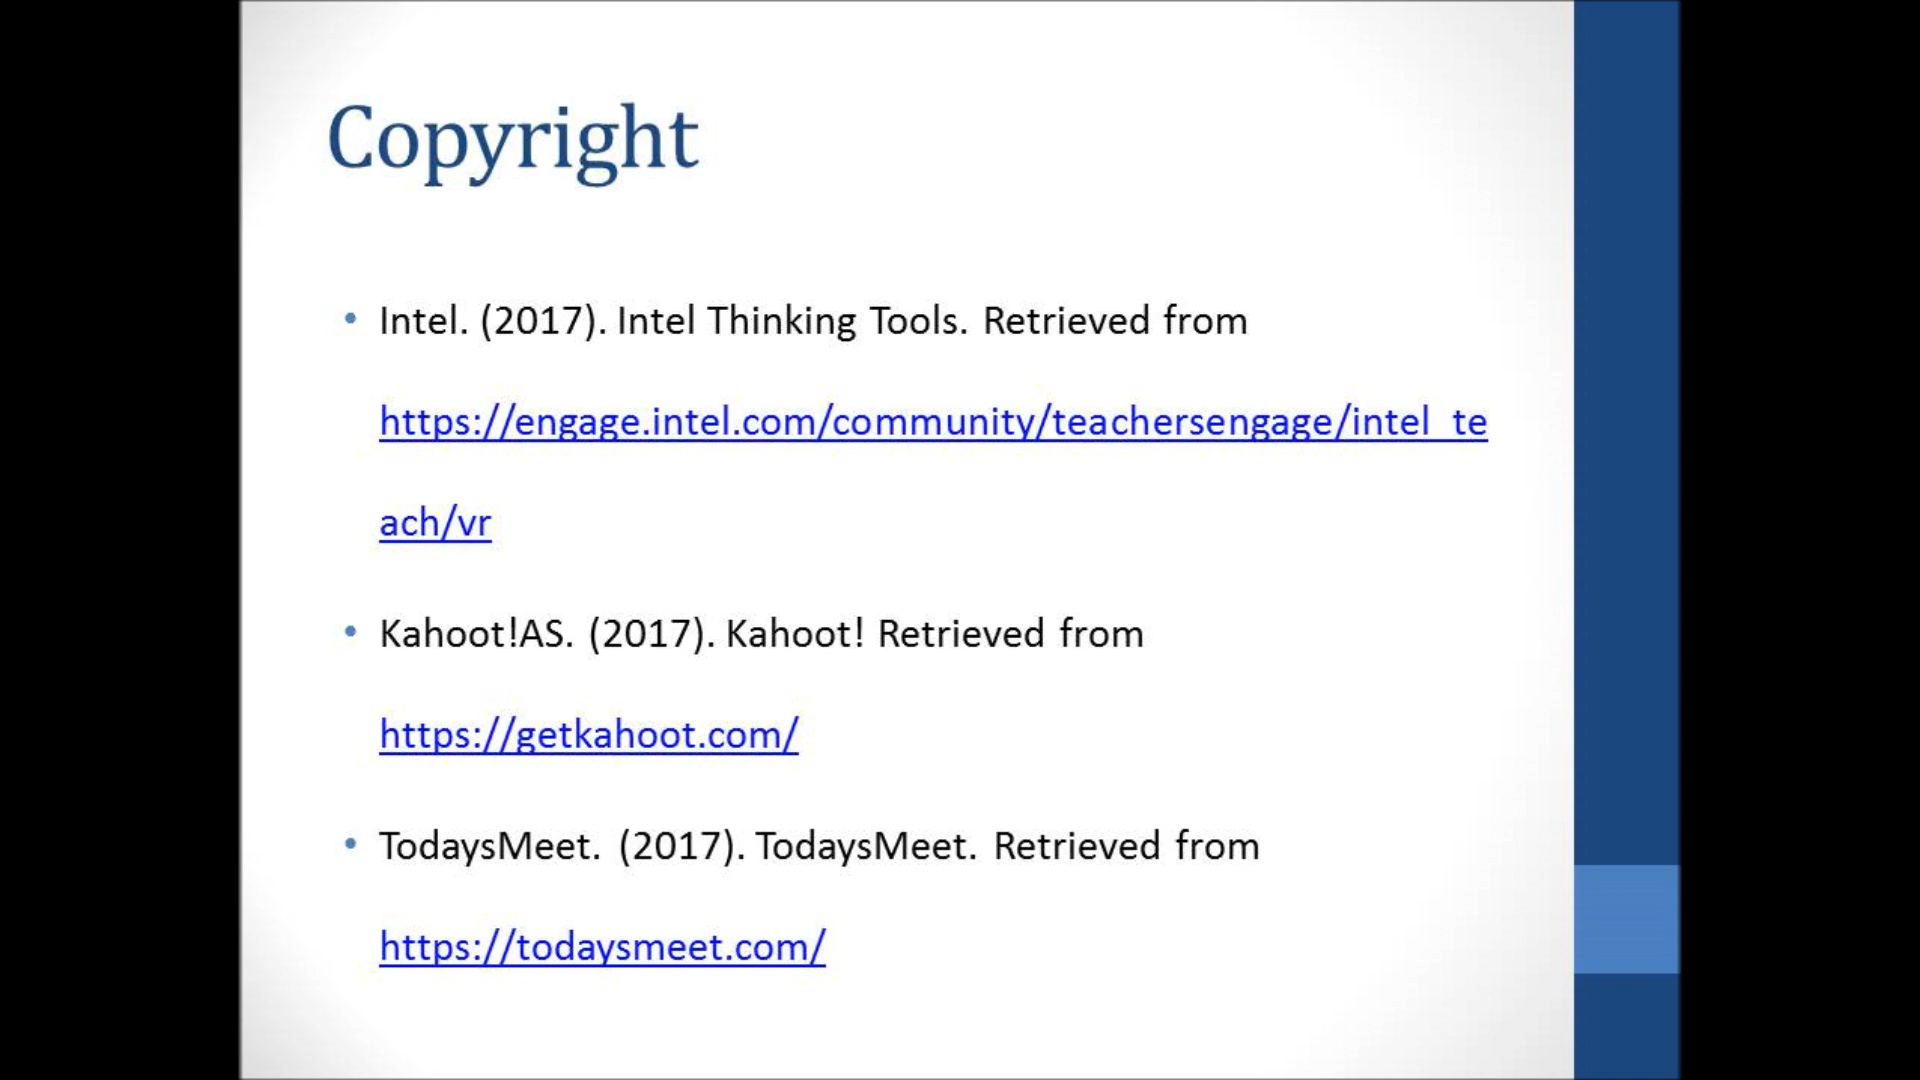 Copyright
• Intel. (2017). Intel Thinking Tools. Retrieved from
https://engage.intel.com/community/teachersengage/intel_te
ach/vr
• Kahoot!AS. (2017). Kahoot! Retrieved from
https://getkahoot.com/
• TodaysMeet. (2017). TodaysMeet. Retrieved from
https://todaysmeet.com/